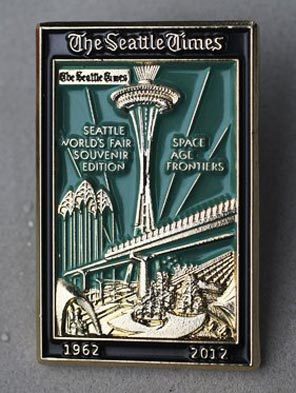 The Seattle Times
The Seattle Times
SEATTLE
WORLD'S FAIR
SOUVENIR
EDITION
SPACE
AGE
FRONTIERS
1962 2012